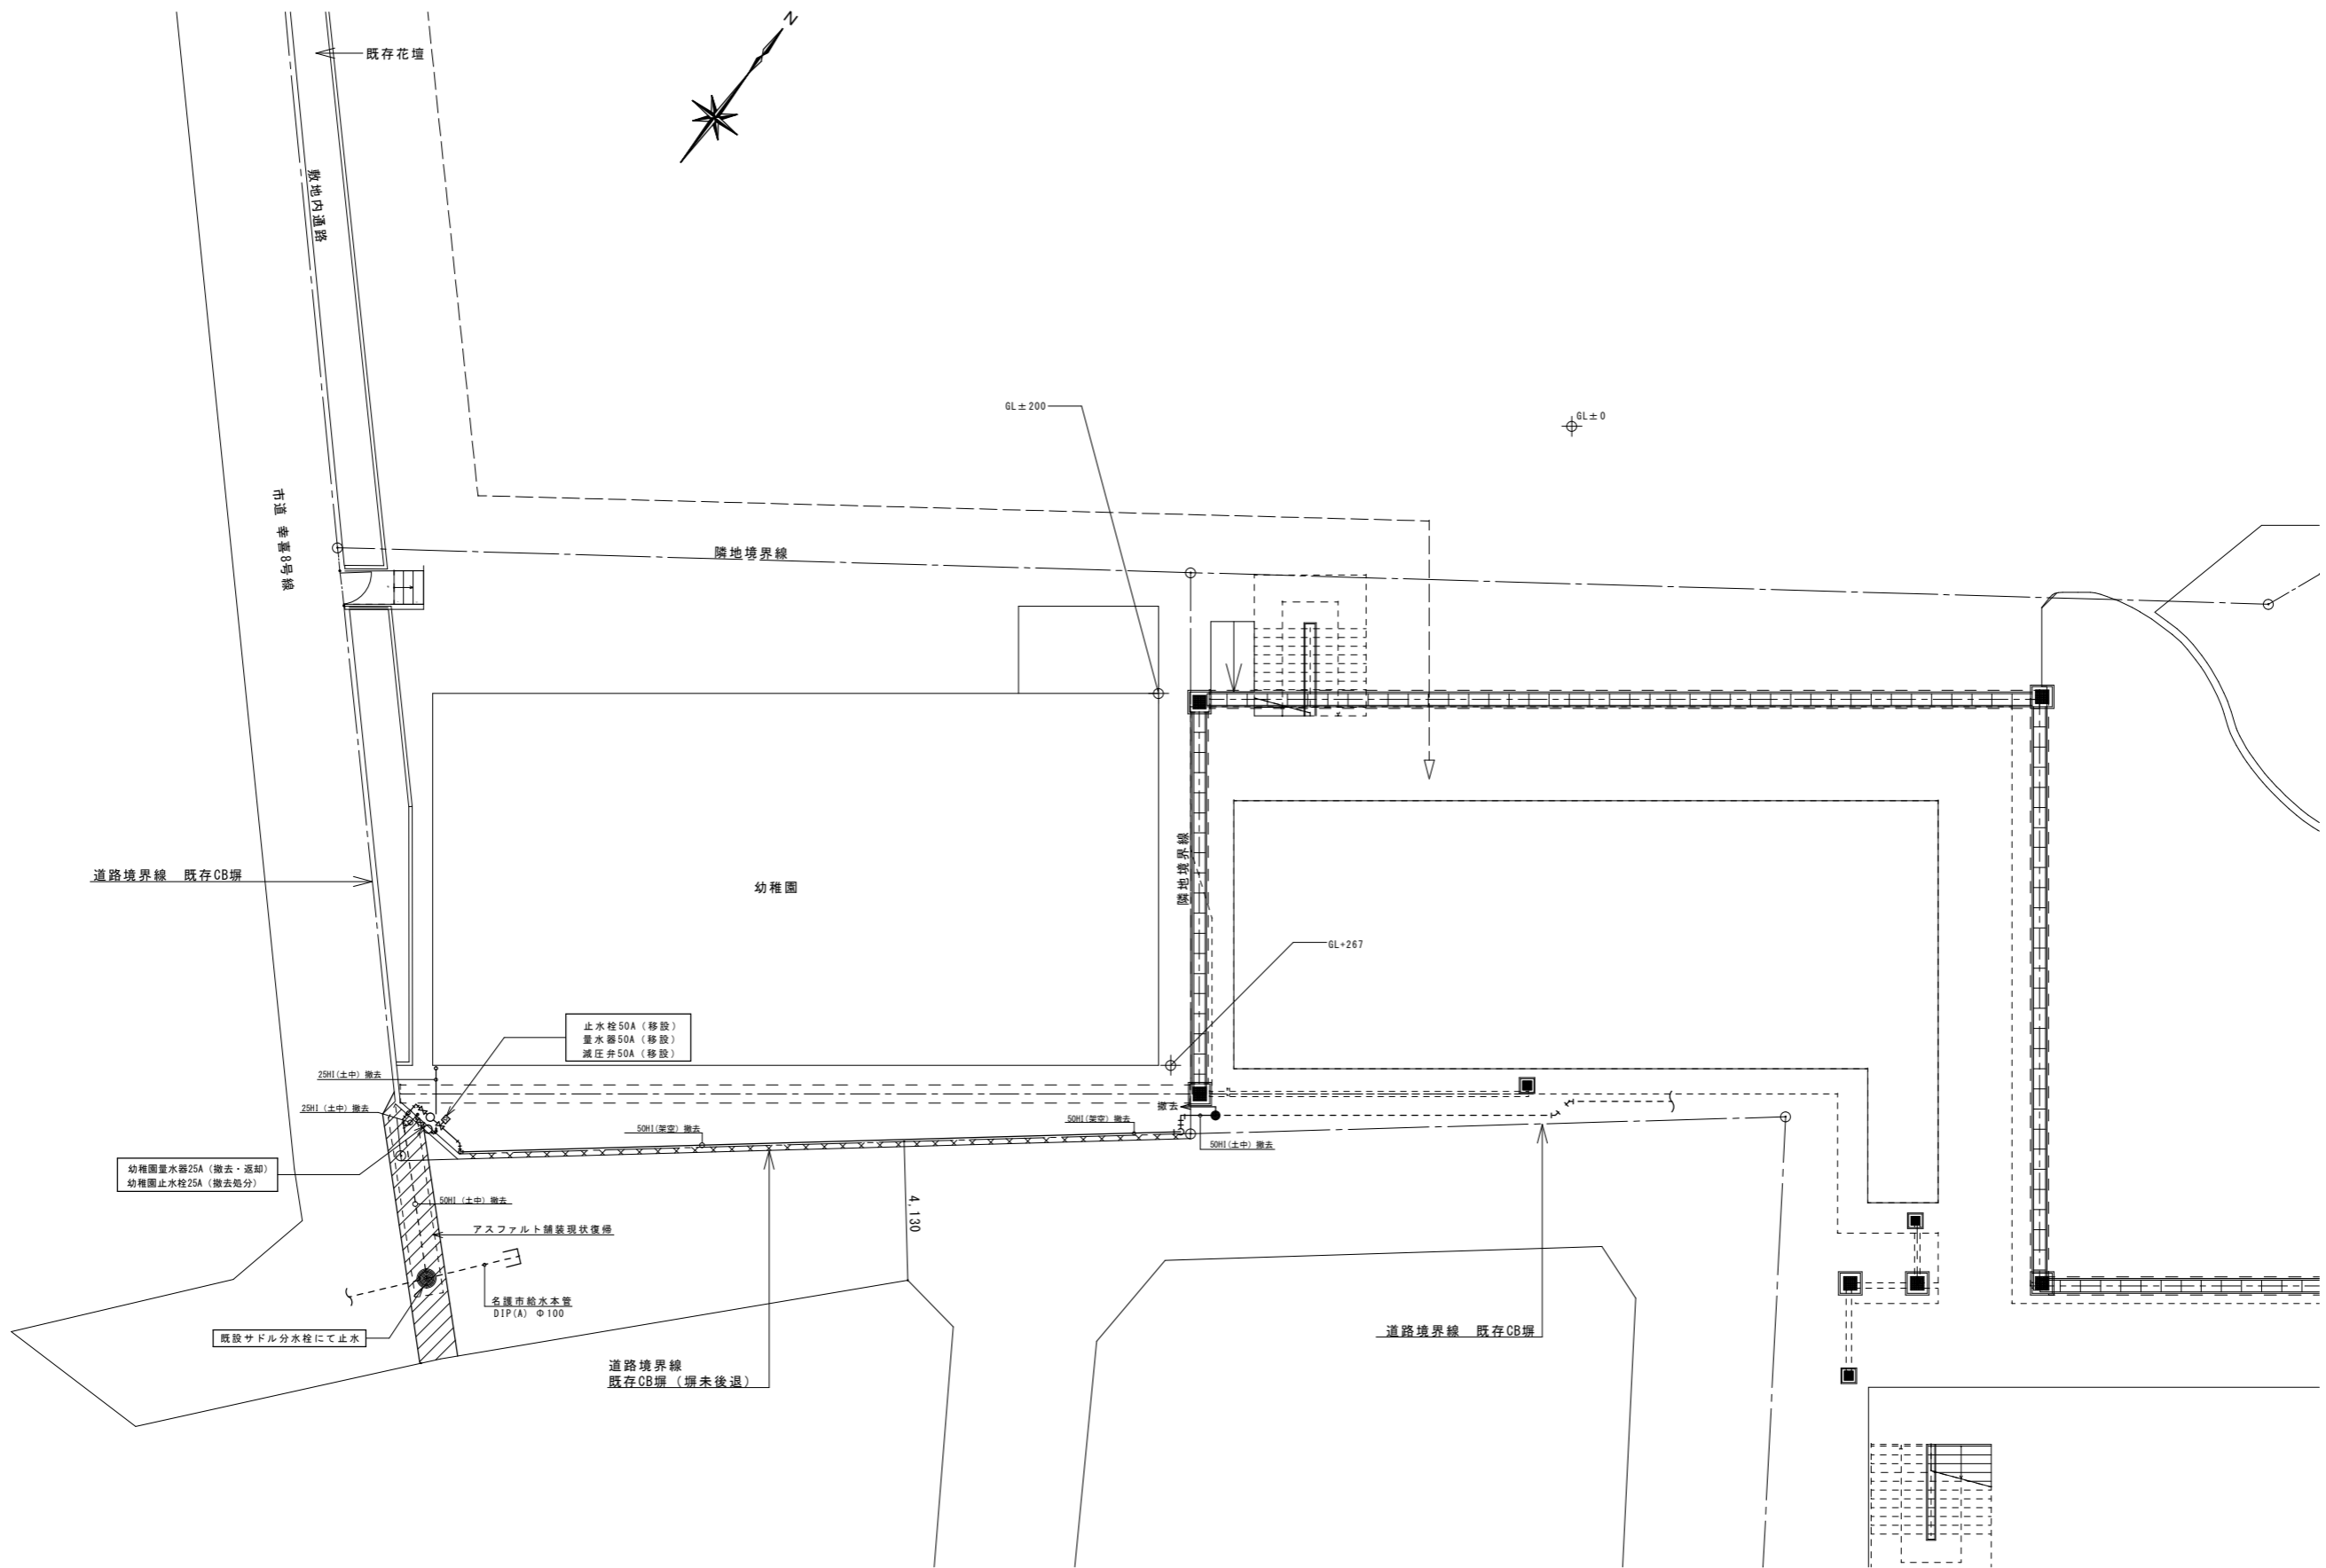 N
既存花壇
敷地内通路
GL±200
GL±0
市道 幸喜8号線
隣地境界線
隣地境界線
道路境界線　既存CB塀
幼稚園
GL+267
止水栓50A（移設）
量水器50A（移設）
減圧弁50A（移設）
25HI(土中) 撤去
25HI (土中) 撤去
撤去
50HI(架空) 撤去
50HI(架空) 撤去
50HI(土中) 撤去
幼稚園量水器25A（撤去・返却）
幼稚園止水栓25A（撤去処分）
50HI (土中) 撤去
4,130
アスファルト舗装現状復帰
名護市給水本管
DIP(A) Φ100
既設サドル分水栓にて止水
道路境界線　既存CB塀
道路境界線
既存CB塀（塀未後退）